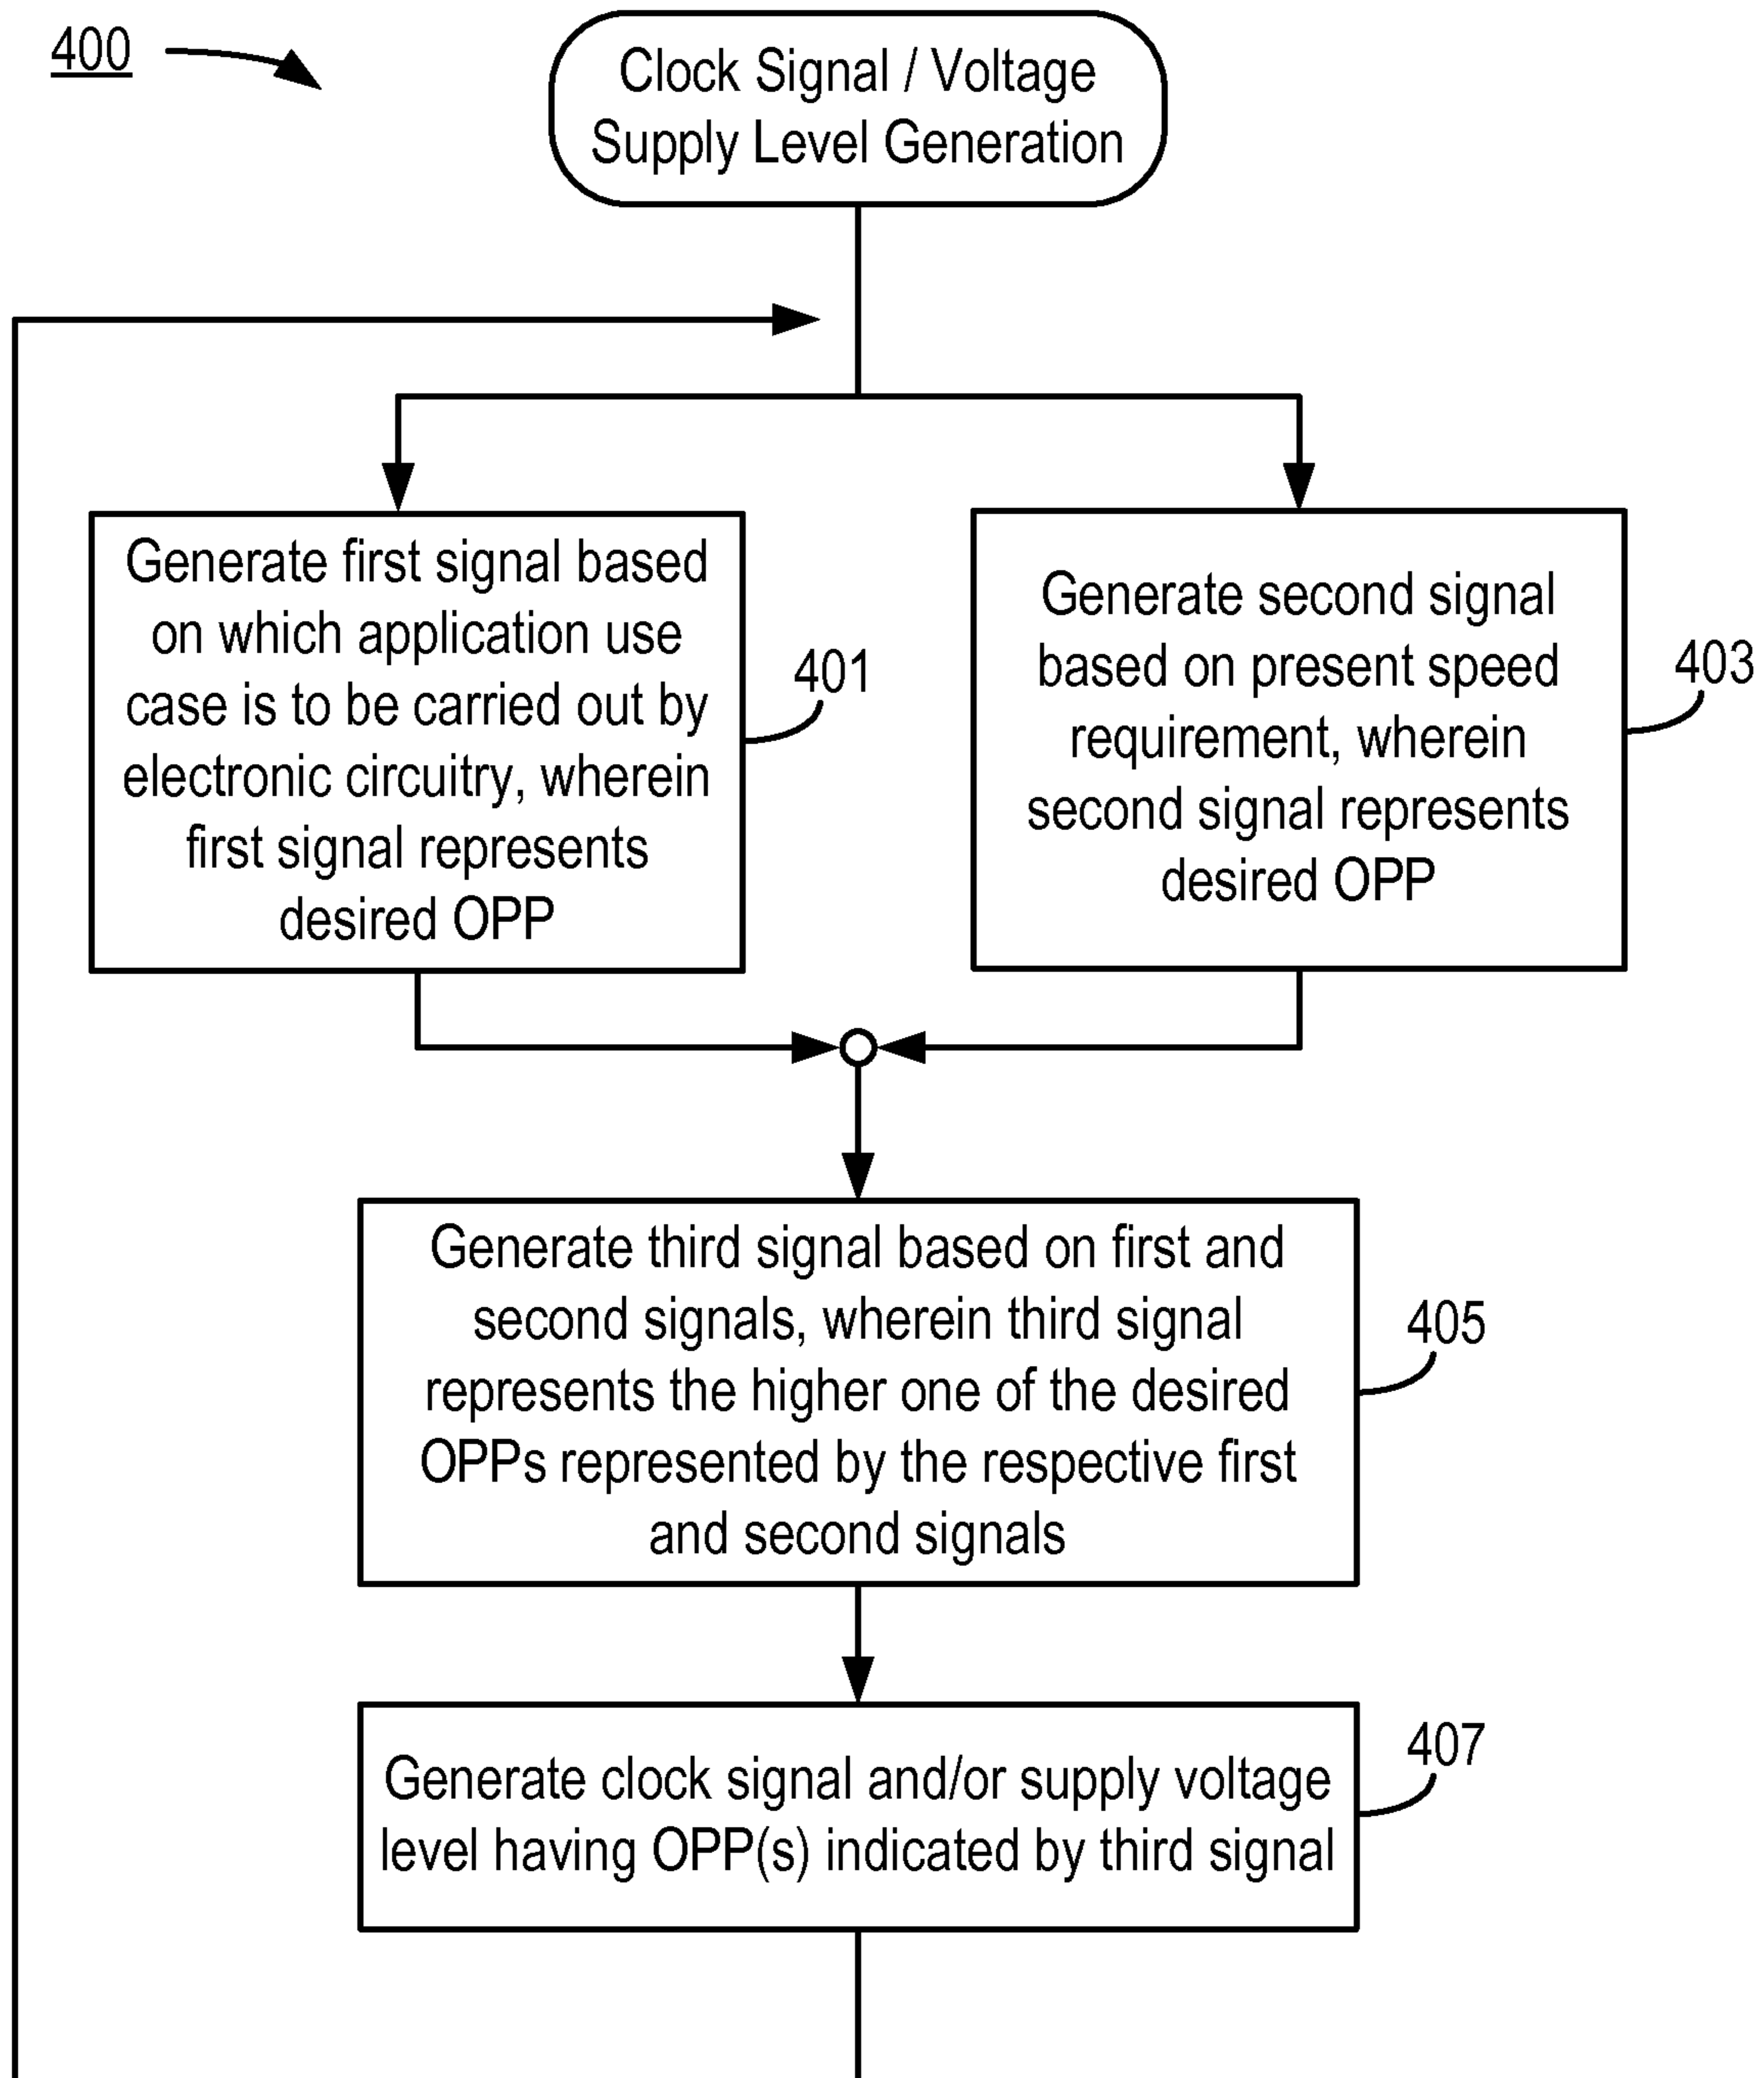 400
Clock Signal / Voltage
Supply Level Generation
Generate first signal based
on which application use
case is to be carried out by
electronic circuitry, wherein
first signal represents
desired OPP
401
Generate second signal
based on present speed
requirement, wherein
second signal represents
desired OPP
403
Generate third signal based on first and
second signals, wherein third signal
represents the higher one of the desired
OPPs represented by the respective first
and second signals
405
Generate clock signal and/or supply voltage
level having OPP(s) indicated by third signal
407